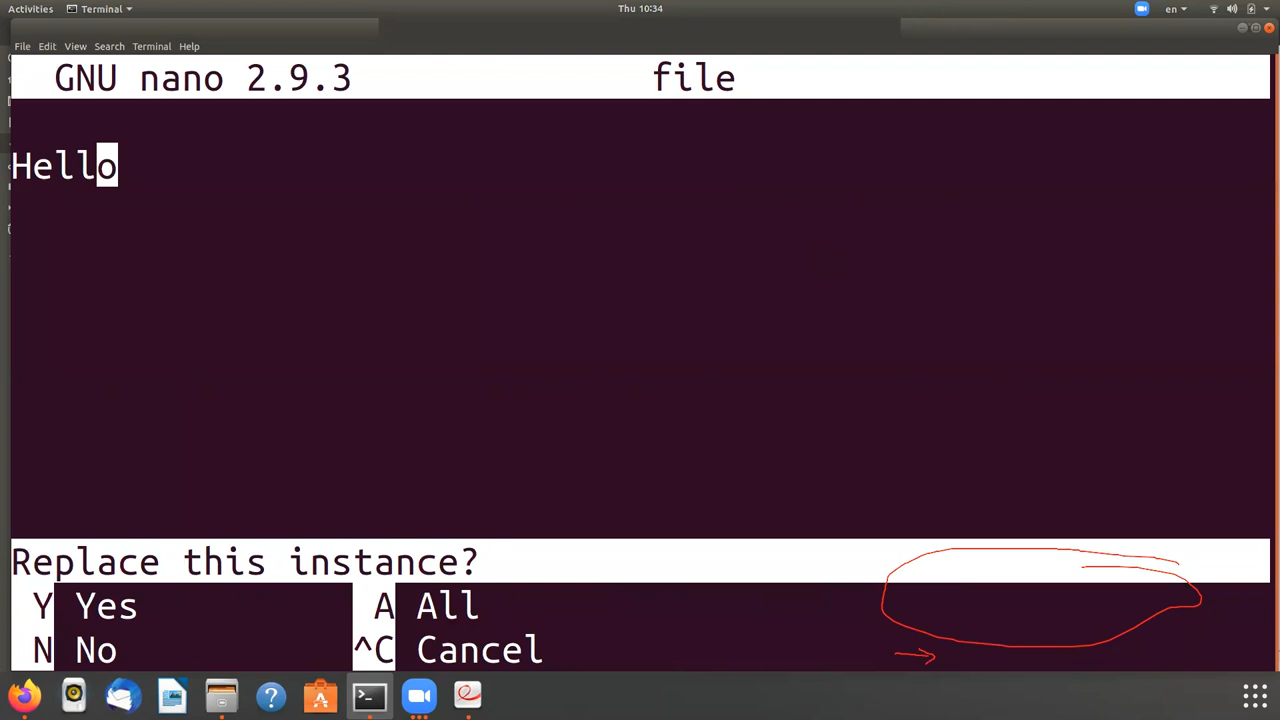 Activities Terminal Thu 10:34 en
File Edit View Search Terminal Help
GNU nano 2.9.3 file
Hello
Replace this instance?
Y Yes A All
N No ^C Cancel